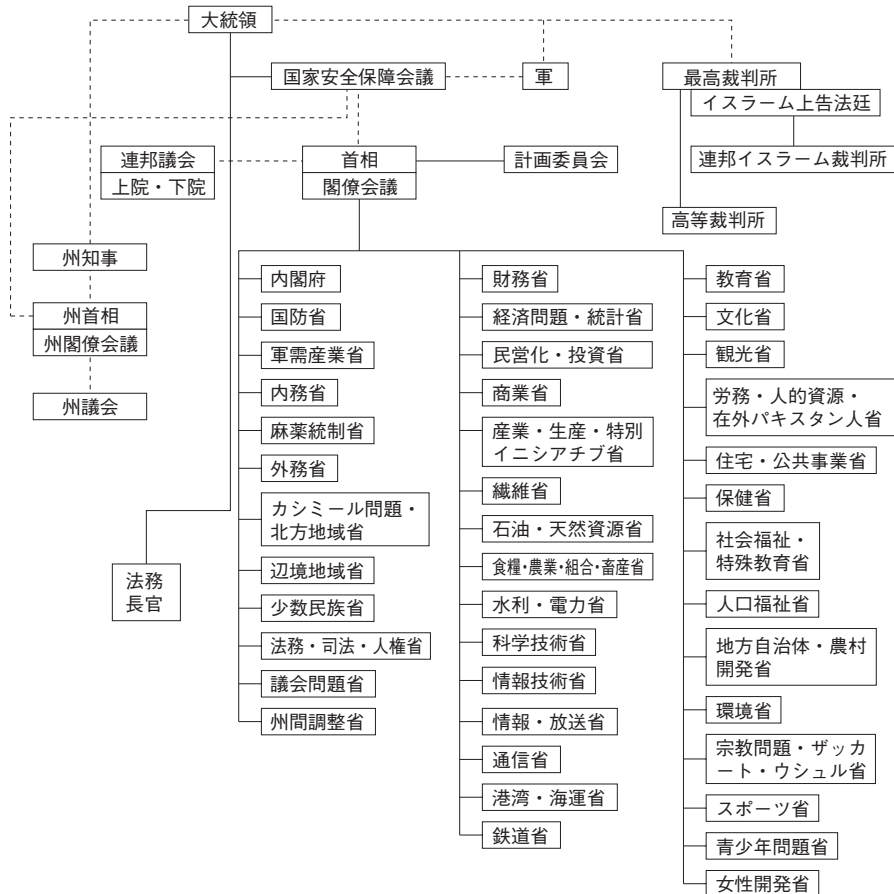 大統領
国家安全保障会議
軍
最高裁判所
イスラーム上告法廷
連邦イスラーム裁判所
高等裁判所
連邦議会
上院・下院
首相
閣僚会議
計画委員会
州知事
州首相
州閣僚会議
州議会
法務
長官
内閣府
国防省
軍需産業省
内務省
麻薬統制省
外務省
カシミール問題・
北方地域省
辺境地域省
少数民族省
法務・司法・人権省
議会問題省
州間調整省
財務省
経済問題・統計省
民営化・投資省
商業省
産業・生産・特別
イニシアチブ省
繊維省
石油・天然資源省
食糧・農業・組合・畜産省
水利・電力省
科学技術省
情報技術省
情報・放送省
通信省
港湾・海運省
鉄道省
教育省
文化省
観光省
労務・人的資源・
在外パキスタン人省
住宅・公共事業省
保健省
社会福祉・
特殊教育省
人口福祉省
地方自治体・農村
開発省
環境省
宗教問題・ザッカ
ート・ウシュル省
スポーツ省
青少年問題省
女性開発省